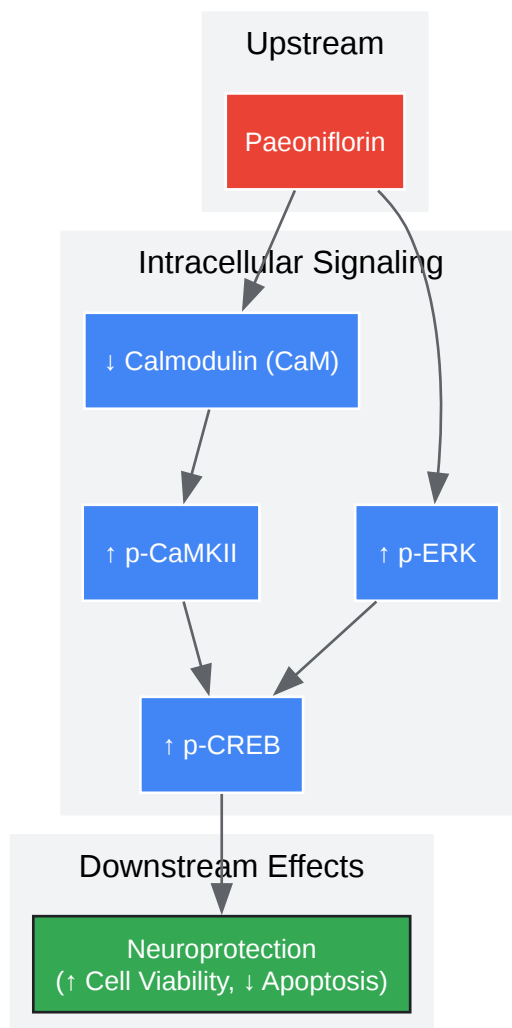 Upstream
Paeoniflorin
Intracellular Signaling
↓ Calmodulin (CaM)
↑ p-CaMKII
↑ p-ERK
↑ p-CREB
Downstream Effects
Neuroprotection
(↑ Cell Viability, ↓ Apoptosis)